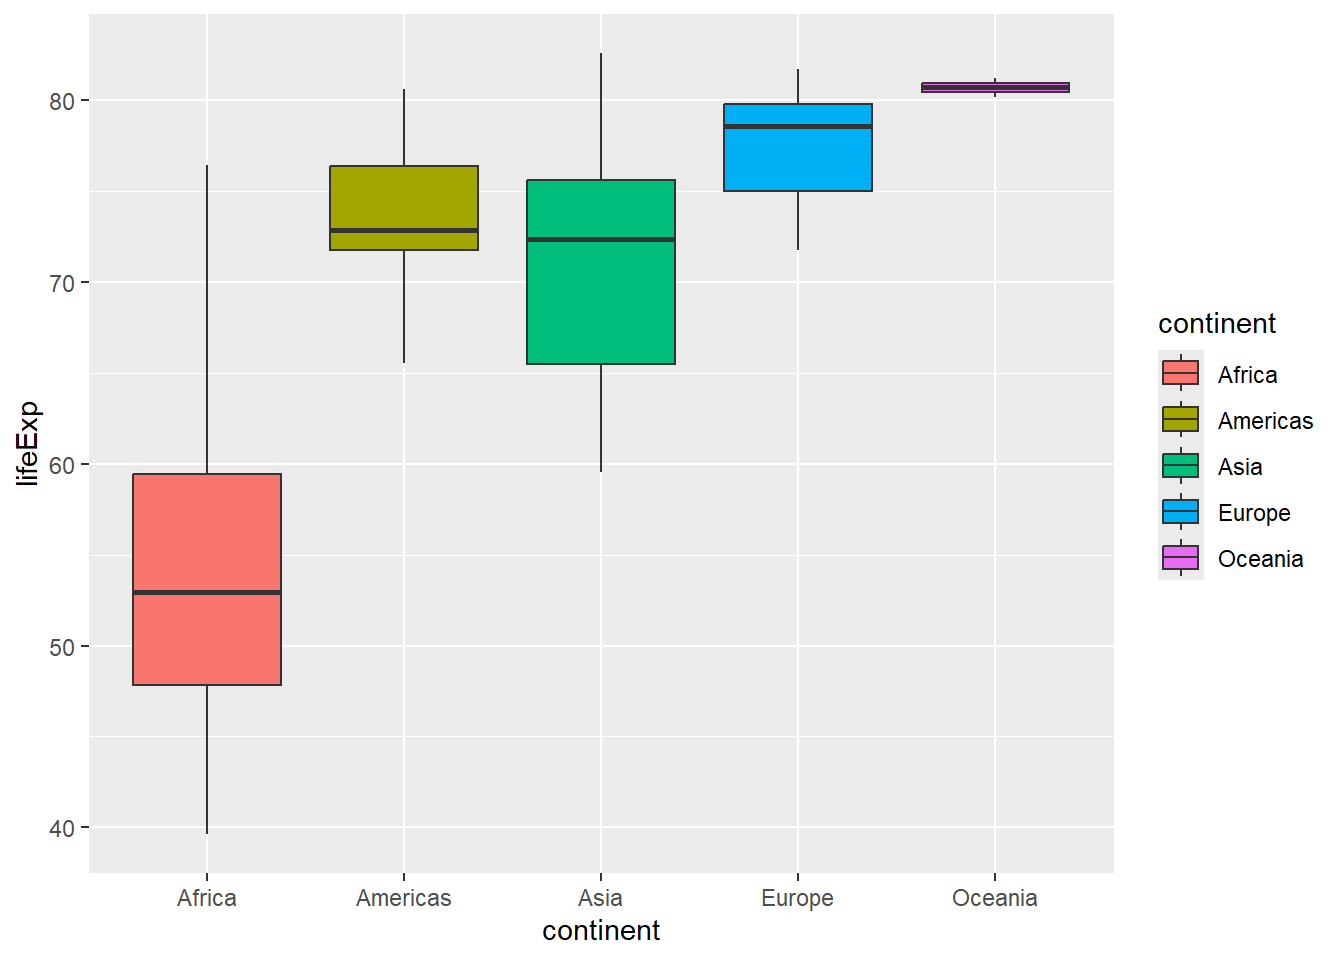 80
70
60
50
40
lifeExp
Africa
Americas
Asia
Europe
Oceania
continent
continent
Africa
Americas
Asia
Europe
Oceania